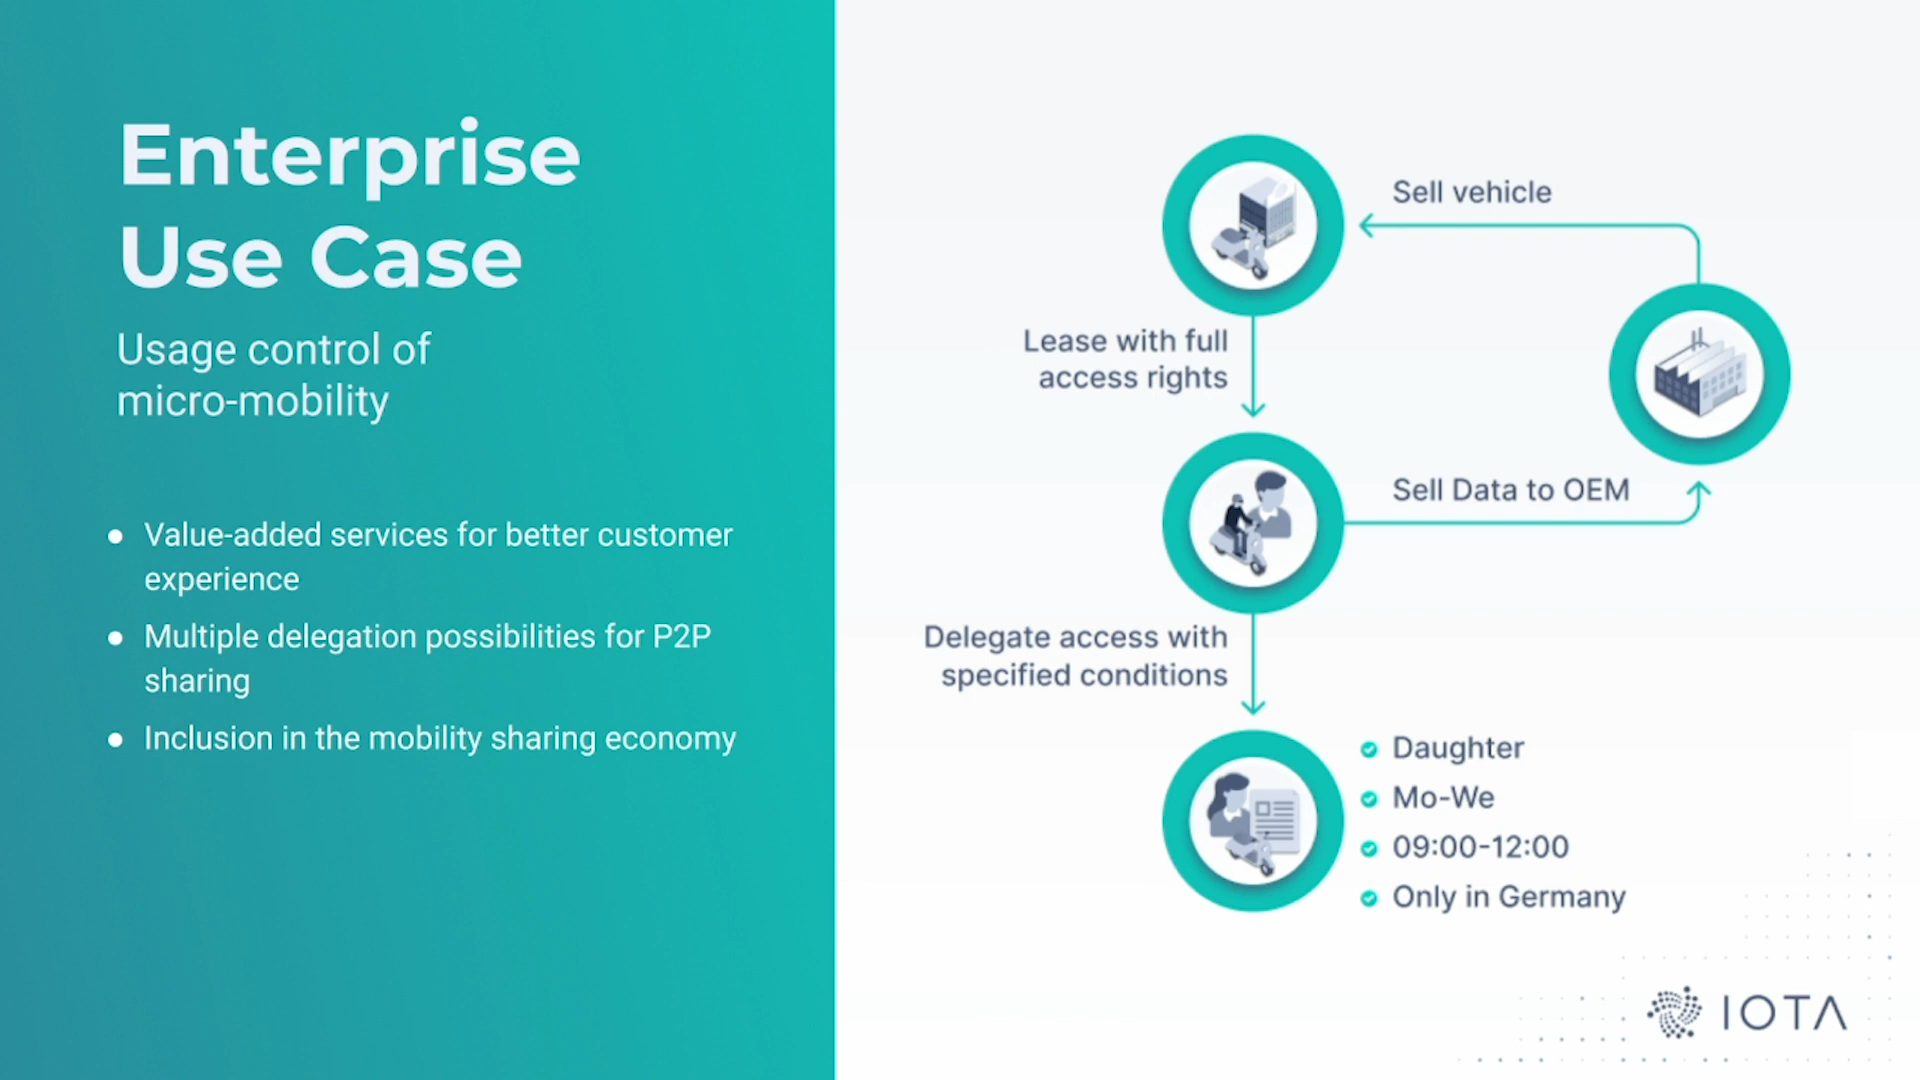 Enterprise
Use Case
Usage control of
micro-mobility
● Value-added services for better customer
experience
● Multiple delegation possibilities for P2P
sharing
● Inclusion in the mobility sharing economy
Sell vehicle
Lease with full
access rights
Sell Data to OEM
Delegate access with
specified conditions
Daughter
Mo-We
09:00-12:00
Only in Germany
IOTA